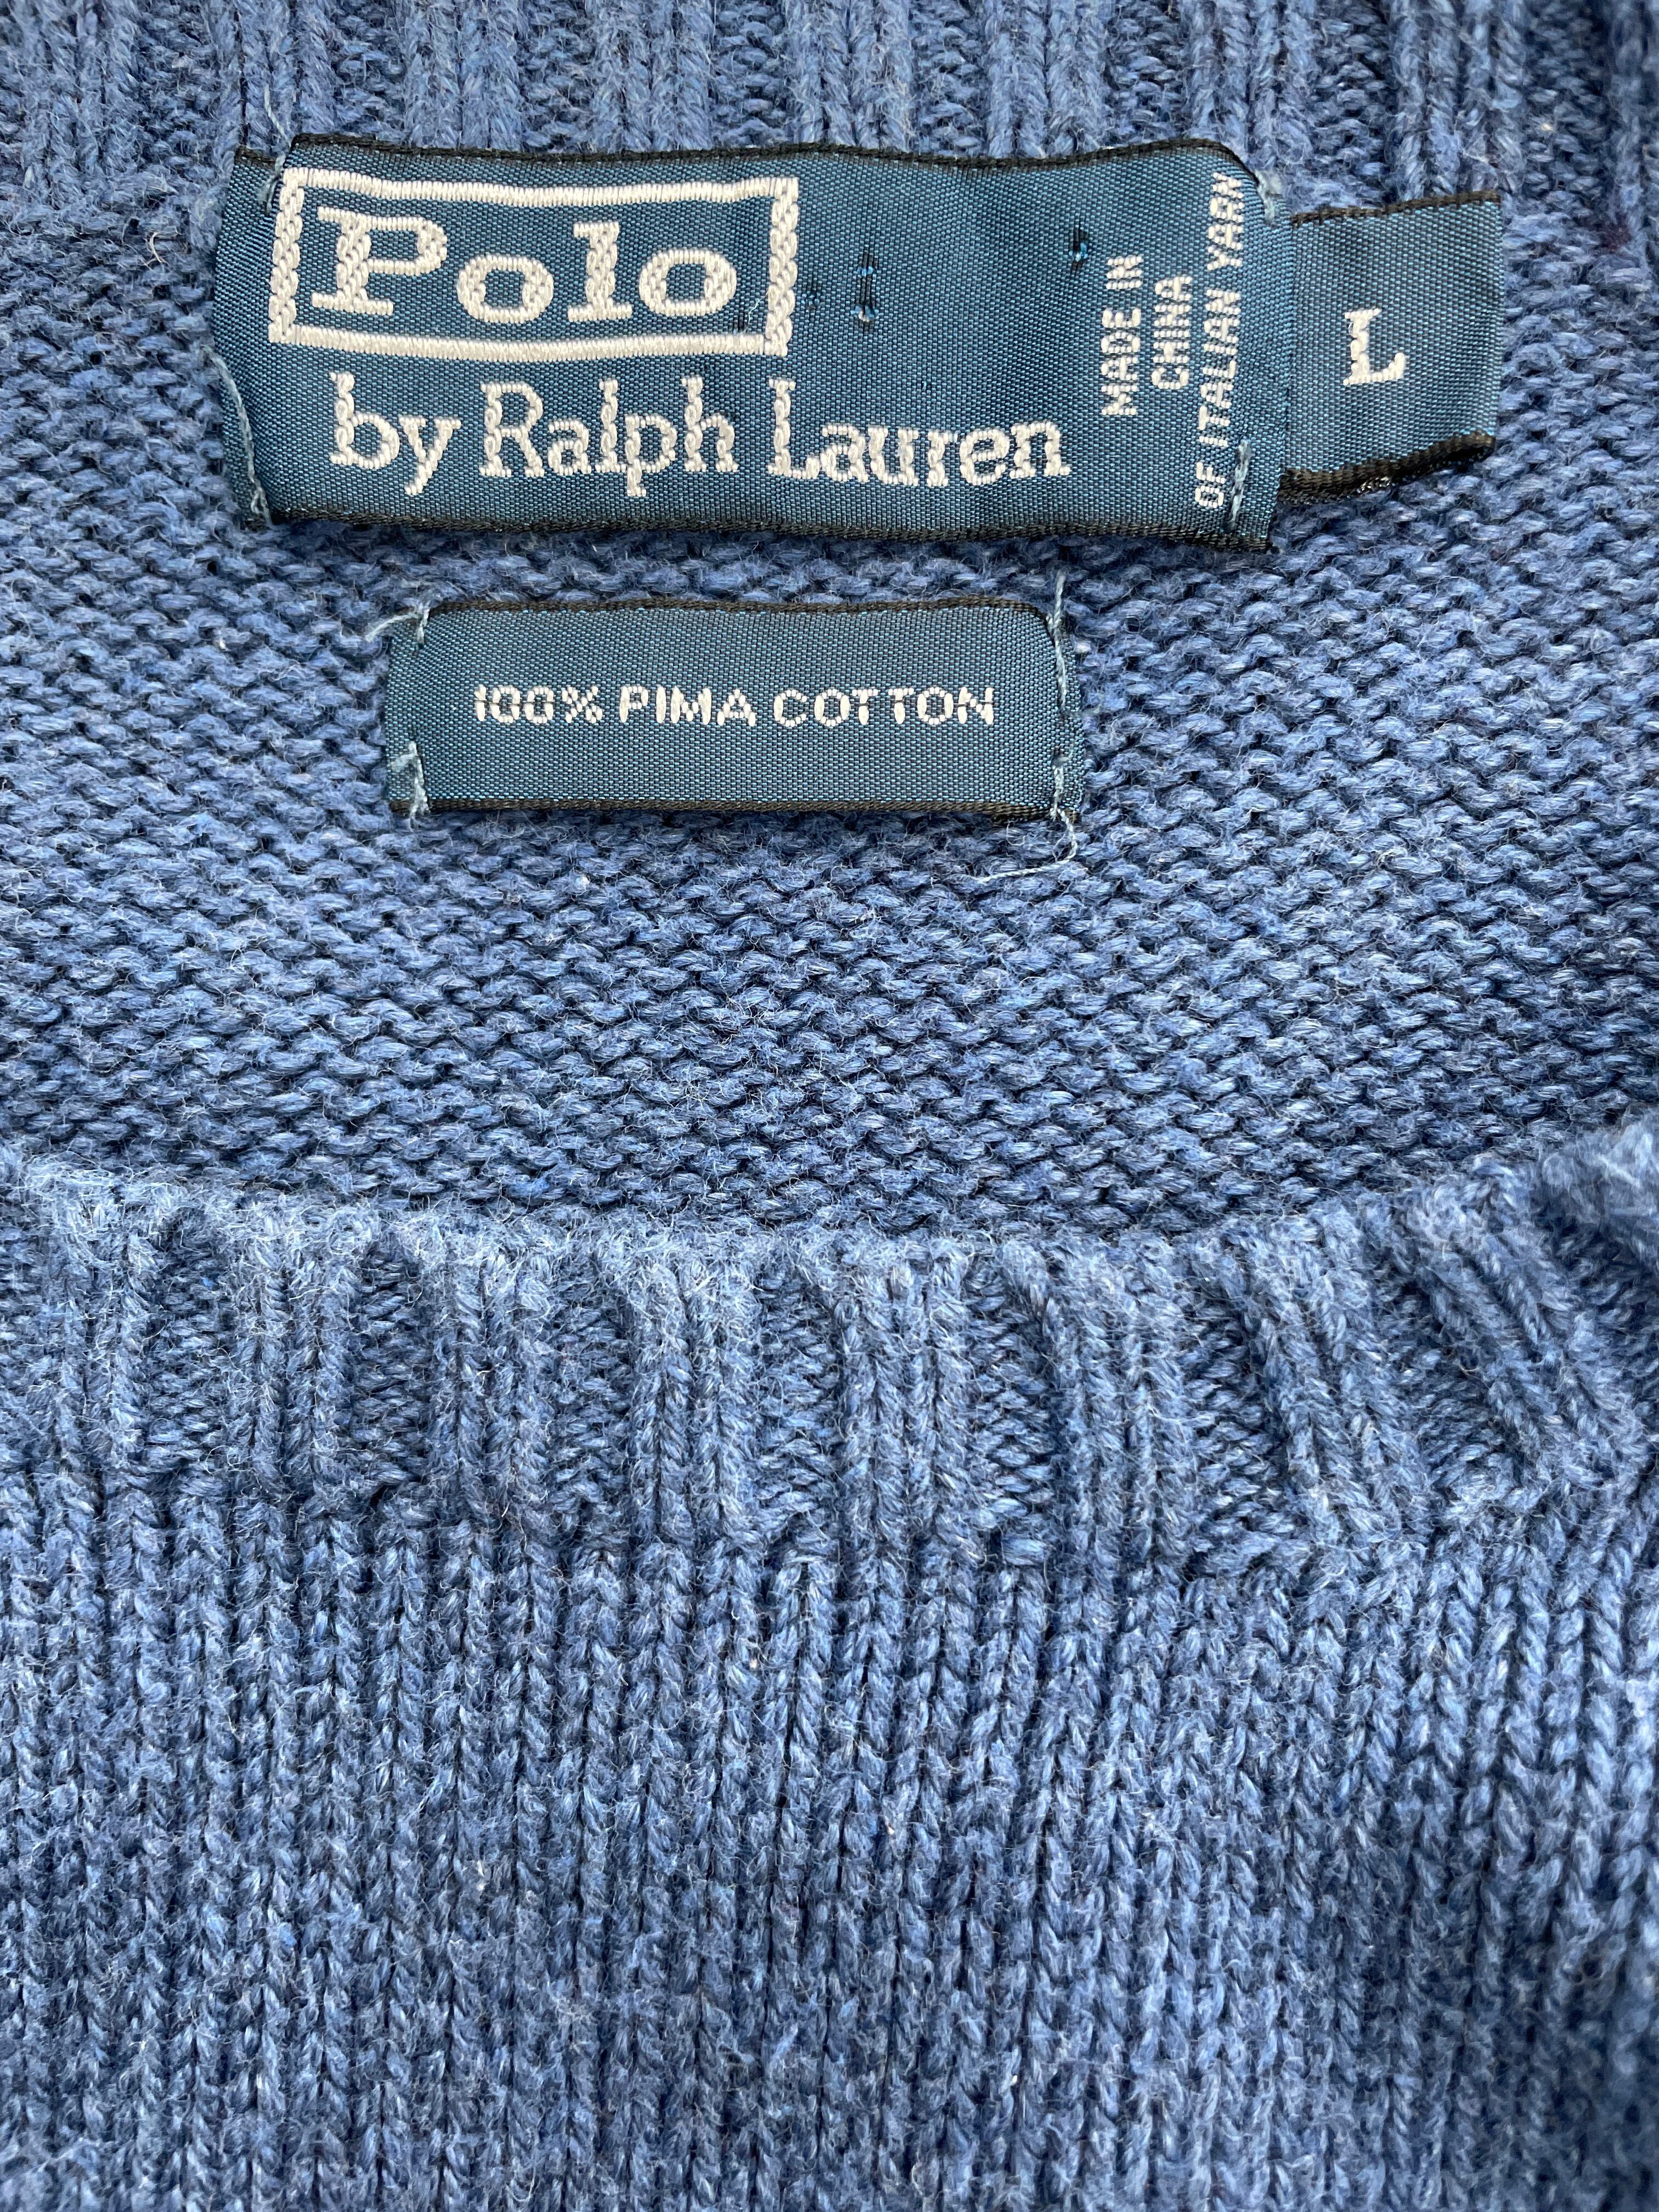 Polo
by Ralph Lauren
MADE IN
CHINA
OF ITALIAN YARN
L
100% PIMA COTTON